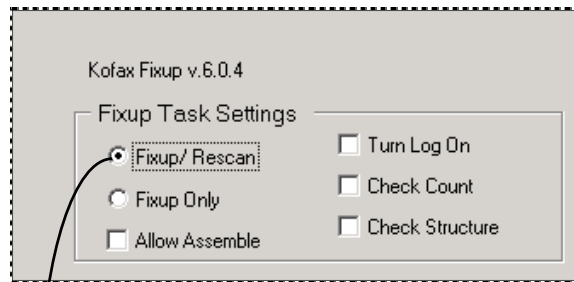 Kofax Fixup v.6.0.4
Fixup Task Settings
Fixup/ Rescan
Fixup Only
Allow Assemble
Turn Log On
Check Count
Check Structure